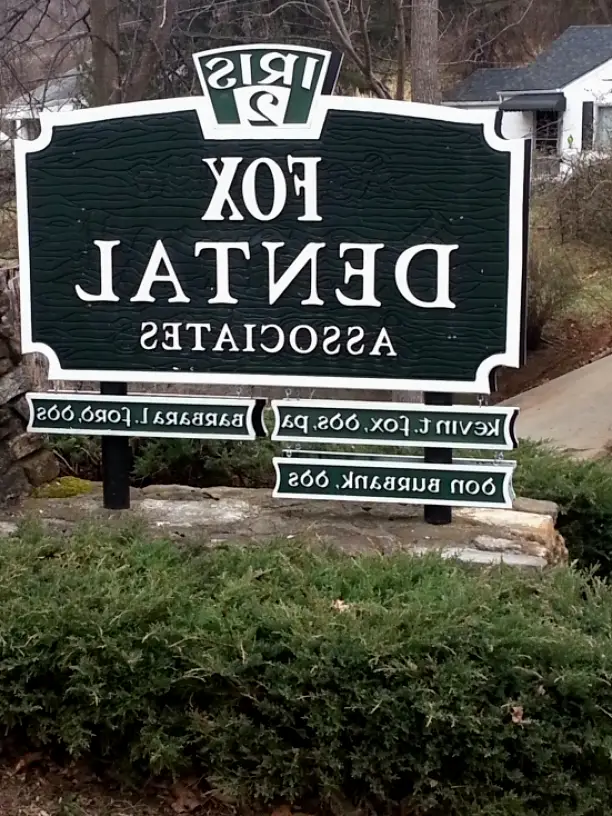 IRIS
2
FOX
DENTAL
ASSOCIATES
KEVIN T. FOX, DDS, PA
BARBARA L. FORD, DDS
DON BURBANK, DDS